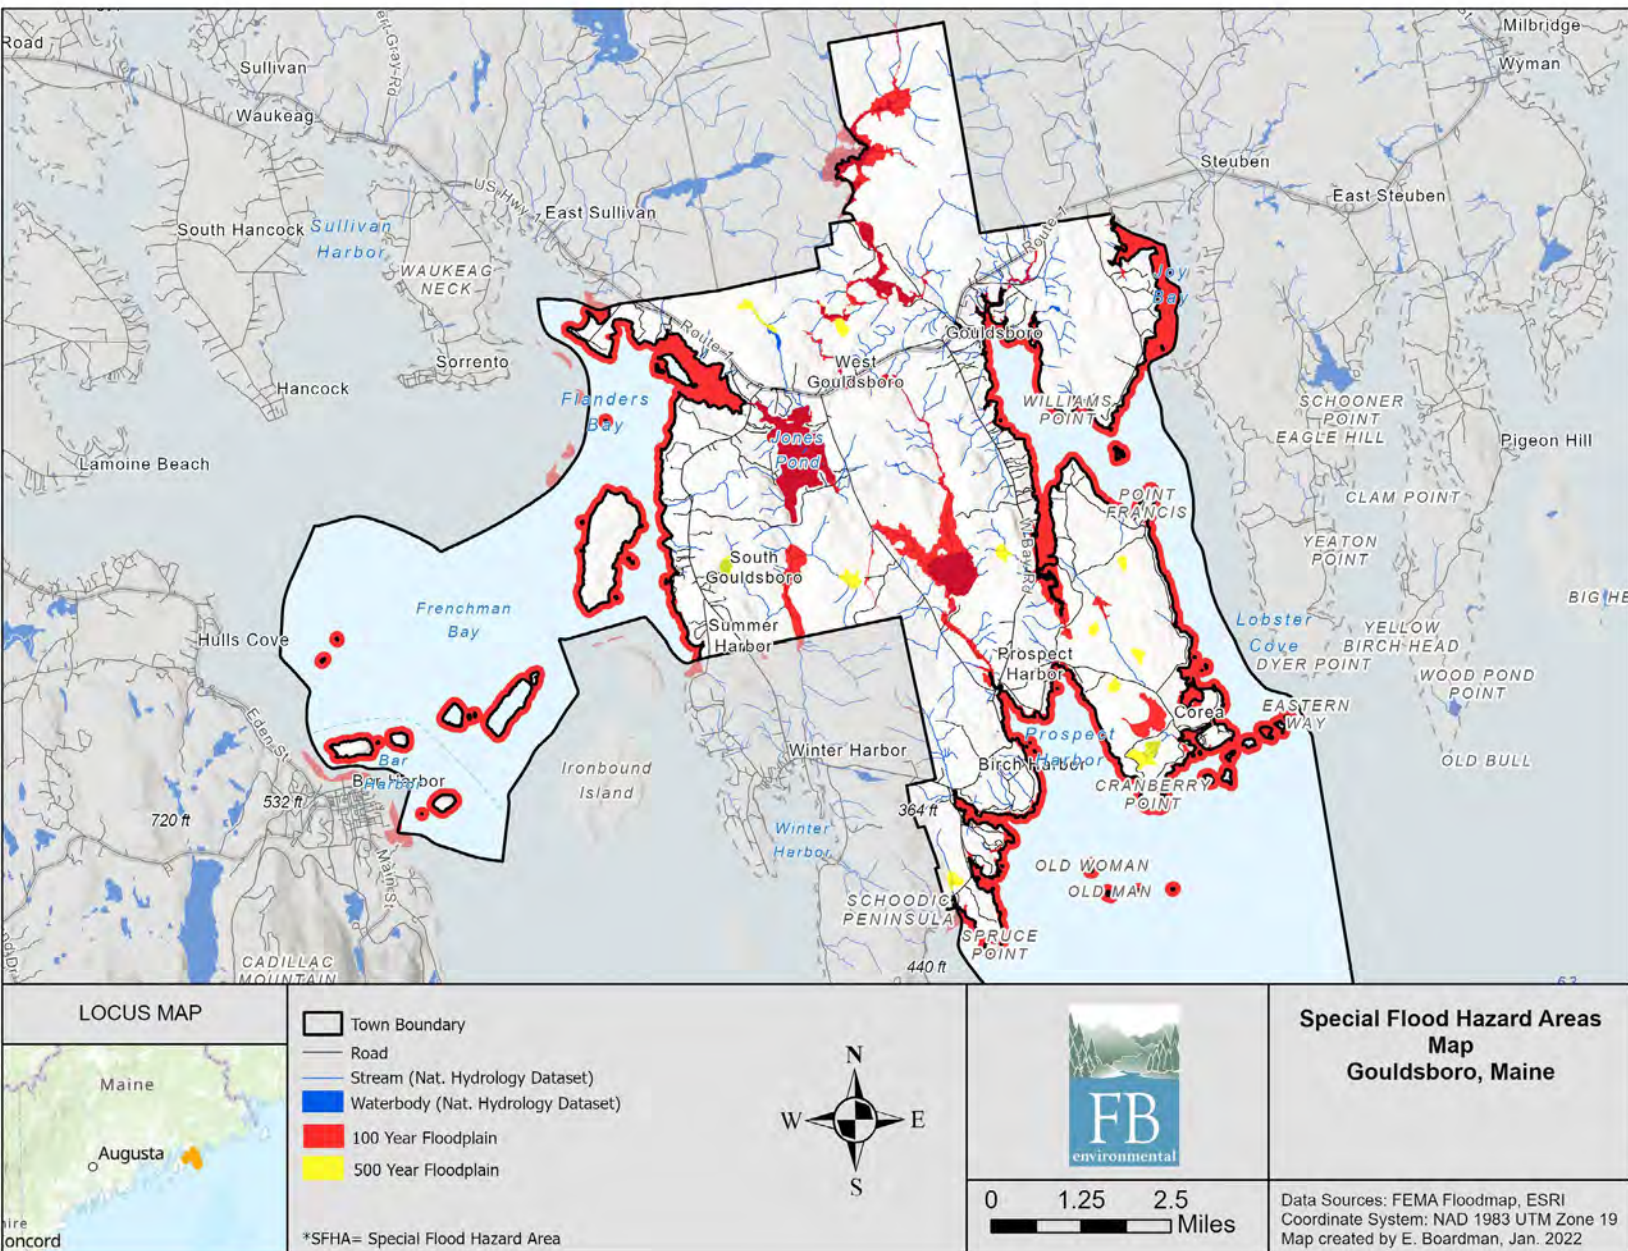 Road
Sullivan
Waukeag
US Hwy 1
East Sullivan
South Hancock
Sullivan
Harbor
WAUKEAG
NECK
Sorrento
Hancock
Lamoine Beach
Milbridge
Wyman
Steuben
East Steuben
Route 1
Joy
Bay
Gouldsboro
Route 1
West
Gouldsboro
Flanders
Bay
WILLIAMS
POINT
SCHOONER
POINT
EAGLE HILL
Pigeon Hill
Jones
Pond
CLAM POINT
POINT
FRANCIS
YEATON
POINT
W Bay Rd
South
Gouldsboro
Frenchman
Bay
Hulls Cove
Summer
Harbor
Prospect
Harbor
Lobster
Cove
YELLOW
BIRCH HEAD
DYER POINT
WOOD POND
POINT
BIG HE
Eden St
EASTERN
WAY
Corea
Winter Harbor
Prospect
Harbor
Birch Harbor
OLD BULL
CRANBERRY
POINT
Ironbound
Island
Bar
Harbor
Bar Harbor
532 ft
720 ft
364 ft
Winter
Harbor
Main St
OLD WOMAN
OLD MAN
SCHOODIC
PENINSULA
SPRUCE
POINT
440 ft
CADILLAC
MOUNTAIN
LOCUS MAP
Maine
Augusta
oncord
Town Boundary
Road
Stream (Nat. Hydrology Dataset)
Waterbody (Nat. Hydrology Dataset)
100 Year Floodplain
500 Year Floodplain
*SFHA= Special Flood Hazard Area
N
W E
S
FB
environmental
0 1.25 2.5
Miles
Special Flood Hazard Areas
Map
Gouldsboro, Maine
Data Sources: FEMA Floodmap, ESRI
Coordinate System: NAD 1983 UTM Zone 19
Map created by E. Boardman, Jan. 2022